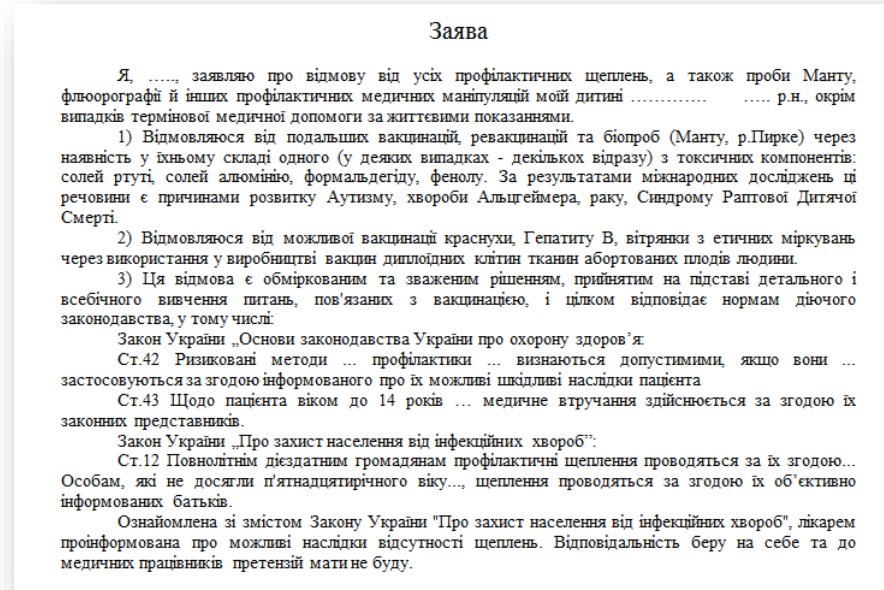 Заява
Я, ....., заявляю про відмову від усіх профілактичних щеплень, а також проби Манту,
флюорографії й інших профілактичних медичних маніпуляцій моїй дитині ............. ..... р.н., окрім
випадків термінової медичної допомоги за життєвими показаннями.
1) Відмовляюся від подальших вакцинацій, ревакцинацій та біопроб (Манту, р.Пирке) через
наявність у їхньому складі одного (у деяких випадках - декількох відразу) з токсичних компонентів:
солей ртуті, солей алюмінію, формальдегіду, фенолу. За результатами міжнародних досліджень ці
речовини є причинами розвитку Аутизму, хвороби Альцгеймера, раку, Синдрому Раптової Дитячої
Смерті.
2) Відмовляюся від можливої вакцинації краснухи, Гепатиту В, вітрянки з етичних міркувань
через використання у виробництві вакцин диплоїдних клітин тканин абортованих плодів людини.
3) Ця відмова є обміркованим та зваженим рішенням, прийнятим на підставі детального і
всебічного вивчення питань, пов'язаних з вакцинацією, і цілком відповідає нормам діючого
законодавства, у тому числі:
Закон України „Основи законодавства України про охорону здоров’я:
Ст.42 Ризиковані методи ... профілактики ... визнаються допустимими, якщо вони ...
застосовуються за згодою інформованого про їх можливі шкідливі наслідки пацієнта
Ст.43 Щодо пацієнта віком до 14 років … медичне втручання здійснюється за згодою їх
законних представників.
Закон України „Про захист населення від інфекційних хвороб”:
Ст.12 Повнолітнім дієздатним громадянам профілактичні щеплення проводяться за їх згодою...
Особам, які не досягли п'ятнадцятирічного віку..., щеплення проводяться за згодою їх об’єктивно
інформованих батьків.
Ознайомлена зі змістом Закону України "Про захист населення від інфекційних хвороб", лікарем
проінформована про можливі наслідки відсутності щеплень. Відповідальність беру на себе та до
медичних працівників претензій мати не буду.